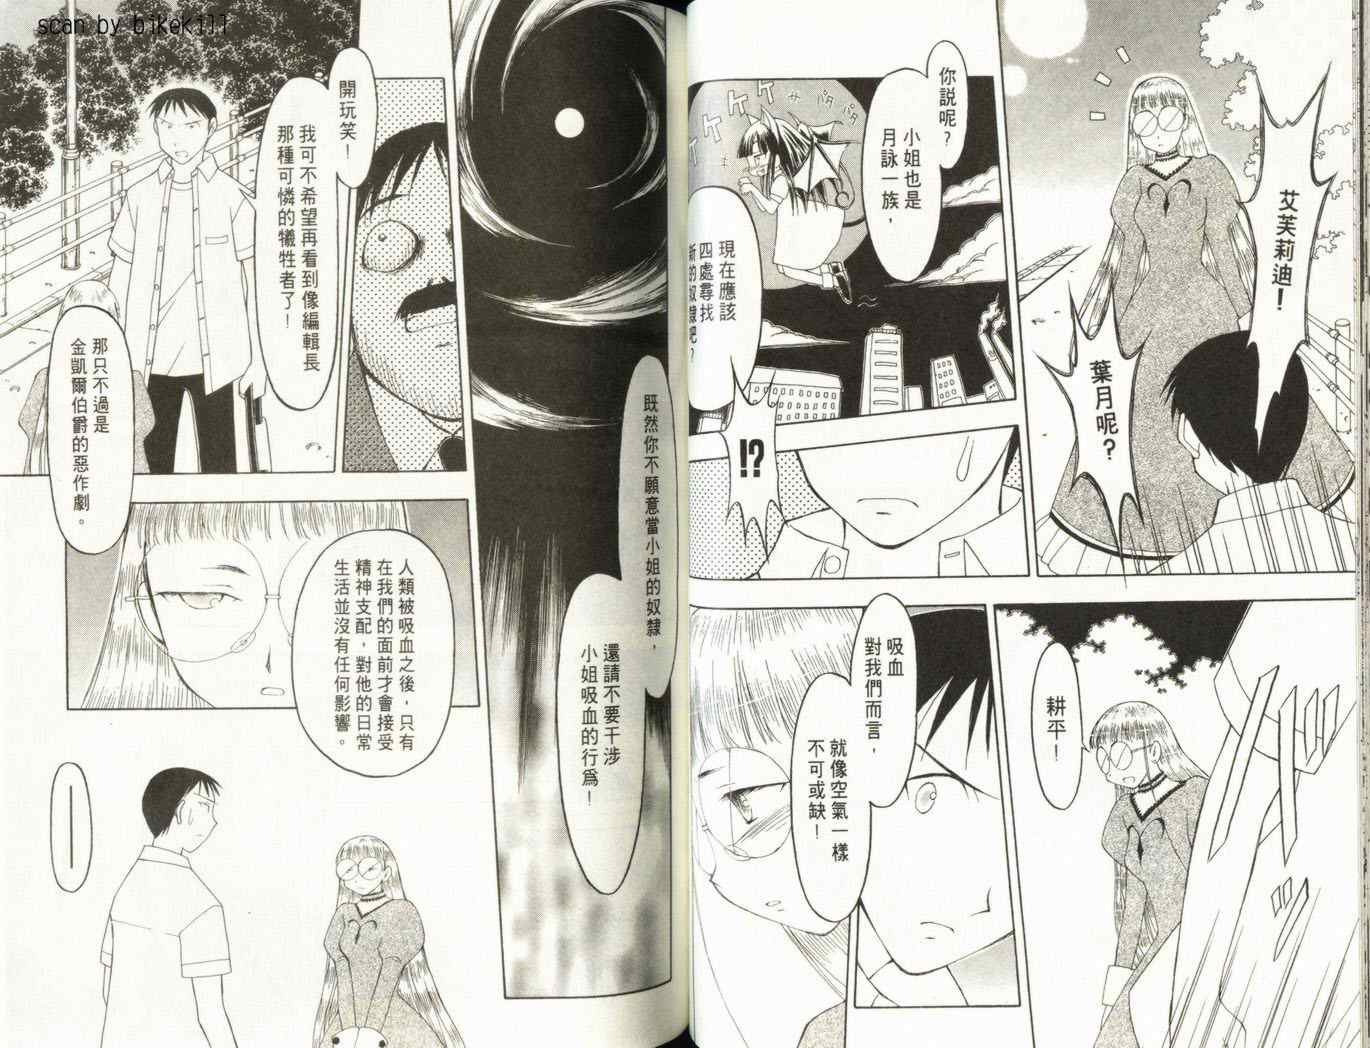 scan by bikekill
艾芙莉迪！
葉月呢？
你說呢？
小姐也是
月詠一族，
現在應該
四處尋找
新的奴隸吧？
ケケケケケ
!?
耕平！
吸血
對我們而言，
就像空氣一樣
不可或缺！
既然你不願意當小姐的奴隸，
還請不要干涉
小姐吸血的行為！
開玩笑！
我可不希望再看到像編輯長
那種可憐的犧牲者了！
那只不過是
金凱爾伯爵的惡作劇。
人類被吸血之後，只有
在我們的面前才會接受
精神支配，對他的日常
生活並沒有任何影響。